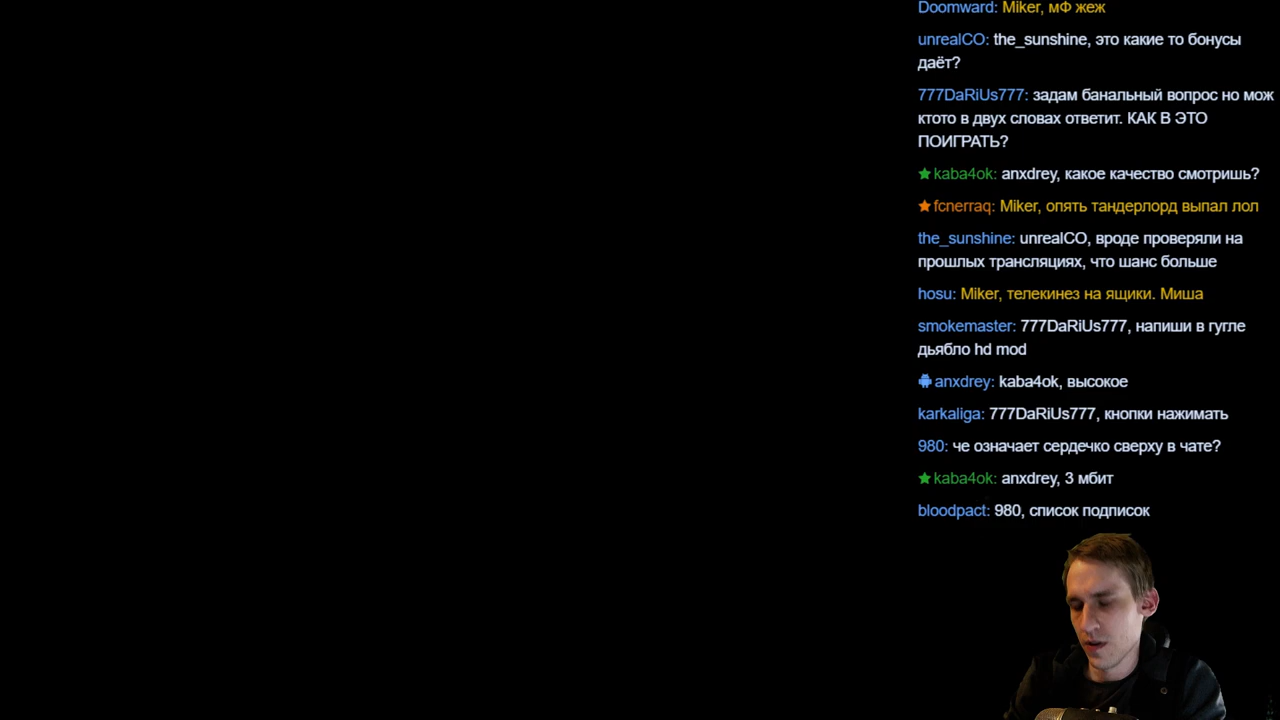 Doomward: Miker, мФ жеж
unrealCO: the_sunshine, это какие то бонусы
даёт?
777DaRiUs777: задам банальный вопрос но мож
ктото в двух словах ответит. КАК В ЭТО
ПОИГРАТЬ?
kaba4ok: anxdrey, какое качество смотришь?
fcnerraq: Miker, опять тандерлорд выпал лол
the_sunshine: unrealCO, вроде проверяли на
прошлых трансляциях, что шанс больше
hosu: Miker, телекинез на ящики. Миша
smokemaster: 777DaRiUs777, напиши в гугле
дьябло hd mod
anxdrey: kaba4ok, высокое
karkaliga: 777DaRiUs777, кнопки нажимать
980: че означает сердечко сверху в чате?
kaba4ok: anxdrey, 3 мбит
bloodpact: 980, список подписок